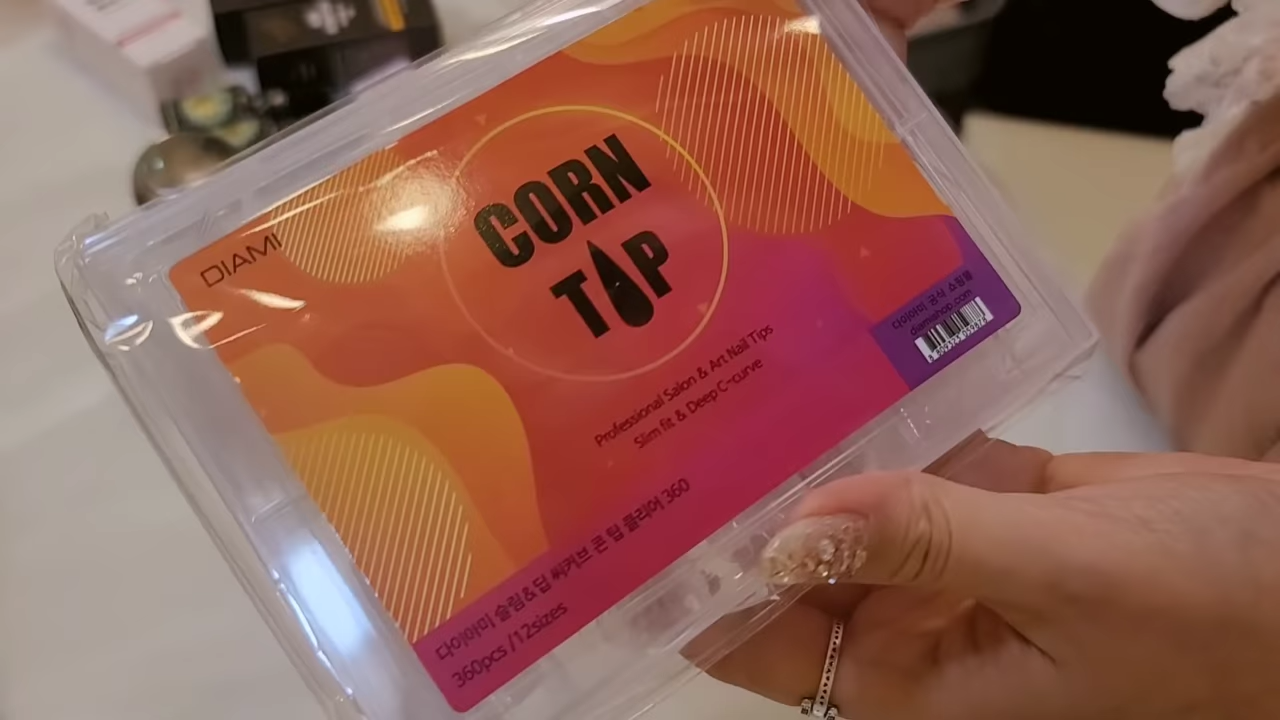 DIAMI
CORN
TIP
Professional Salon & Art Nail Tips
Slim fit & Deep C-curve
다이아미 공식 쇼핑몰
diamishop.com
다이아미 슬림&딥 씨커브 콘 팁 클리어 360
360pcs /12sizes